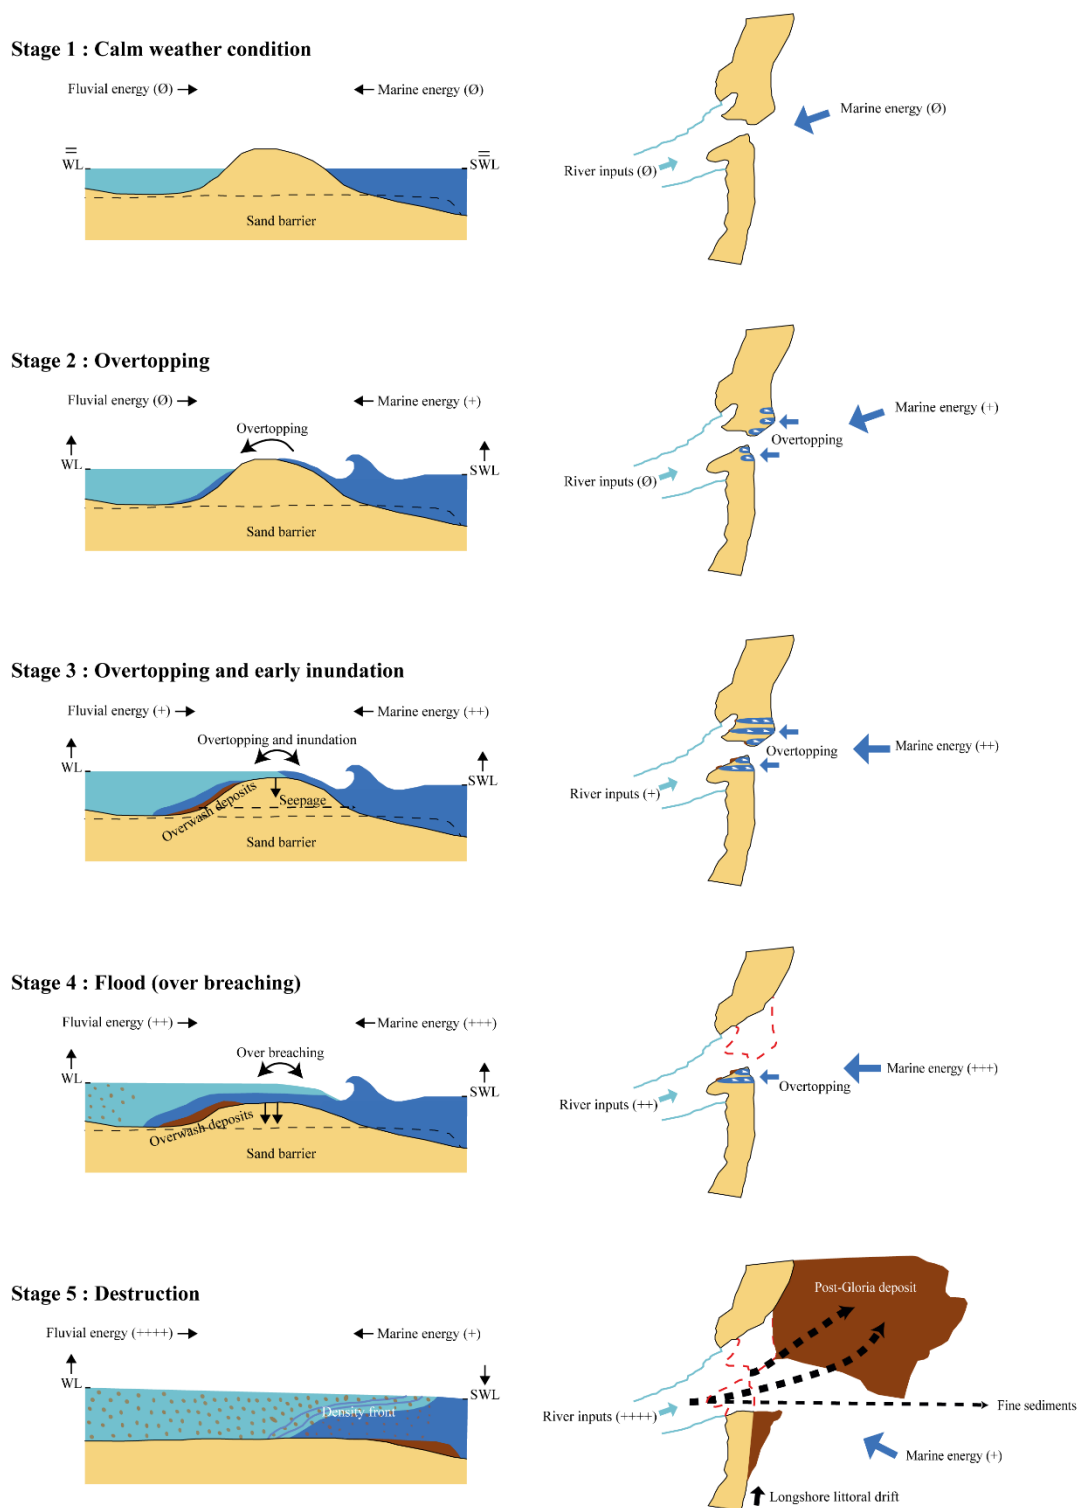 Stage 1 : Calm weather condition
Fluvial energy (Ø)
Marine energy (Ø)
WL
SWL
Sand barrier
Marine energy (Ø)
River inputs (Ø)
Stage 2 : Overtopping
Fluvial energy (Ø)
Marine energy (+)
Overtopping
WL
SWL
Sand barrier
Marine energy (+)
Overtopping
River inputs (Ø)
Stage 3 : Overtopping and early inundation
Fluvial energy (+)
Marine energy (++)
Overtopping and inundation
WL
SWL
Overwash deposits
Seepage
Sand barrier
Marine energy (++)
Overtopping
River inputs (+)
Stage 4 : Flood (over breaching)
Fluvial energy (++)
Marine energy (+++)
Over breaching
WL
SWL
Overwash deposits
Sand barrier
Marine energy (+++)
Overtopping
River inputs (++)
Stage 5 : Destruction
Fluvial energy (++++)
Marine energy (+)
WL
SWL
Density front
Post-Gloria deposit
River inputs (++++)
Fine sediments
Marine energy (+)
Longshore littoral drift